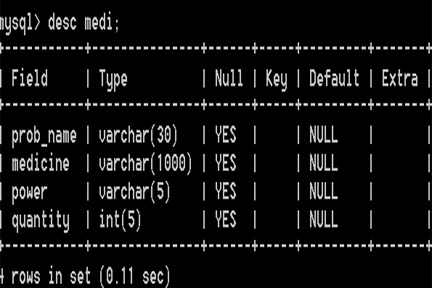 mysql> desc medi;
+-----------+---------------+------+-----+---------+-------+
| Field | Type | Null | Key | Default | Extra |
+-----------+---------------+------+-----+---------+-------+
| prob_name | varchar(30) | YES | | NULL | |
| medicine | varchar(1000) | YES | | NULL | |
| power | varchar(5) | YES | | NULL | |
| quantity | int(5) | YES | | NULL | |
+-----------+---------------+------+-----+---------+-------+
4 rows in set (0.11 sec)